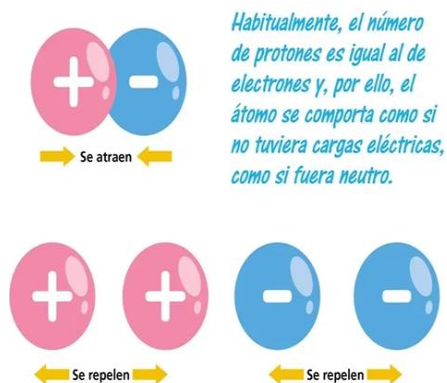 Habitualmente, el número
de protones es igual al de
electrones y, por ello, el
átomo se comporta como si
no tuviera cargas eléctricas,
como si fuera neutro.
+ -
Se atraen
+ + - -
Se repelen Se repelen